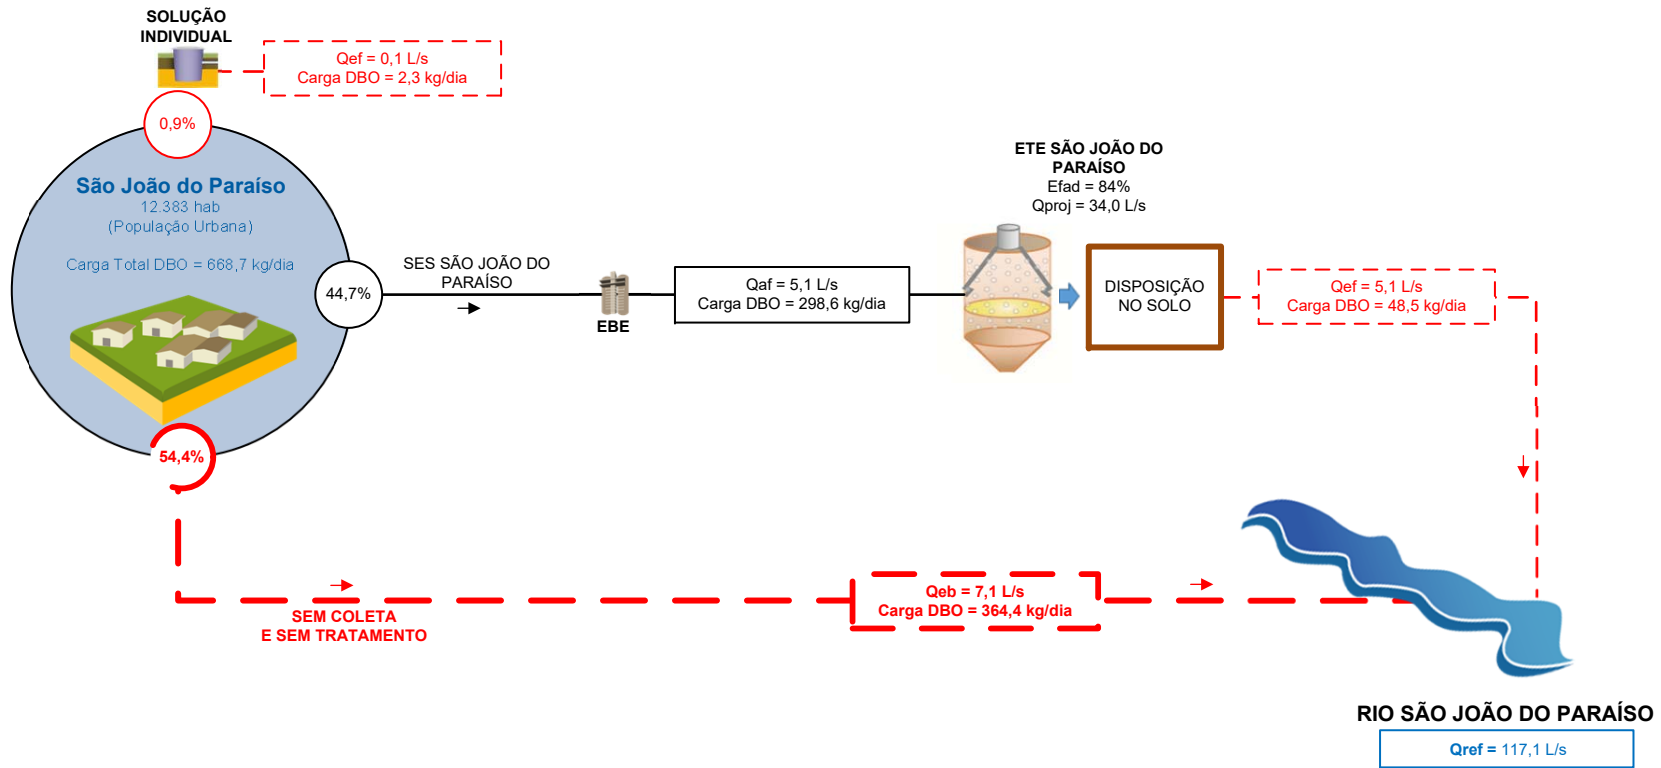 SOLUÇÃO
INDIVIDUAL
Qef = 0,1 L/s
Carga DBO = 2,3 kg/dia
0,9%
São João do Paraíso
12.383 hab
(População Urbana)
Carga Total DBO = 668,7 kg/dia
44,7%
54,4%
SES SÃO JOÃO DO
PARAÍSO
EBE
Qaf = 5,1 L/s
Carga DBO = 298,6 kg/dia
ETE SÃO JOÃO DO
PARAÍSO
Efad = 84%
Qproj = 34,0 L/s
DISPOSIÇÃO
NO SOLO
Qef = 5,1 L/s
Carga DBO = 48,5 kg/dia
SEM COLETA
E SEM TRATAMENTO
Qeb = 7,1 L/s
Carga DBO = 364,4 kg/dia
RIO SÃO JOÃO DO PARAÍSO
Qref = 117,1 L/s